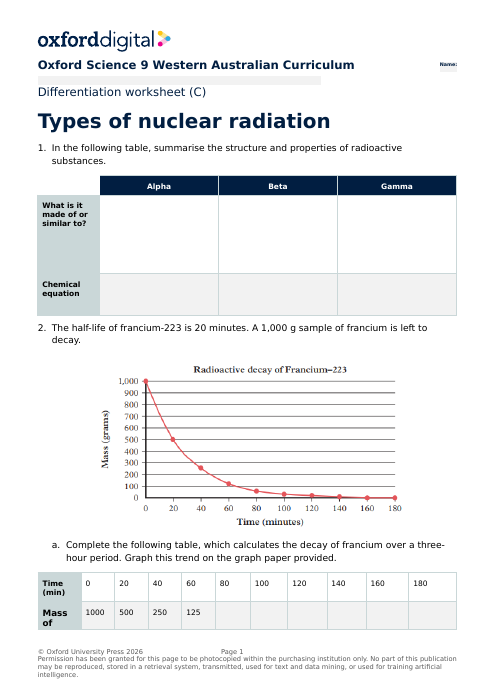 oxforddigital
Oxford Science 9 Western Australian Curriculum
Name:
Differentiation worksheet (C)
Types of nuclear radiation
1. In the following table, summarise the structure and properties of radioactive
substances.
Alpha Beta Gamma
What is it
made of or
similar to?
Chemical
equation
2. The half-life of francium-223 is 20 minutes. A 1,000 g sample of francium is left to
decay.
Radioactive decay of Francium–223
Mass (grams)
1,000
900
800
700
600
500
400
300
200
100
0
0 20 40 60 80 100 120 140 160 180
Time (minutes)
a. Complete the following table, which calculates the decay of francium over a three-
hour period. Graph this trend on the graph paper provided.
Time
(min)
0 20 40 60 80 100 120 140 160 180
Mass
of
1000 500 250 125
© Oxford University Press 2026 Page 1
Permission has been granted for this page to be photocopied within the purchasing institution only. No part of this publication
may be reproduced, stored in a retrieval system, transmitted, used for text and data mining, or used for training artificial
intelligence.